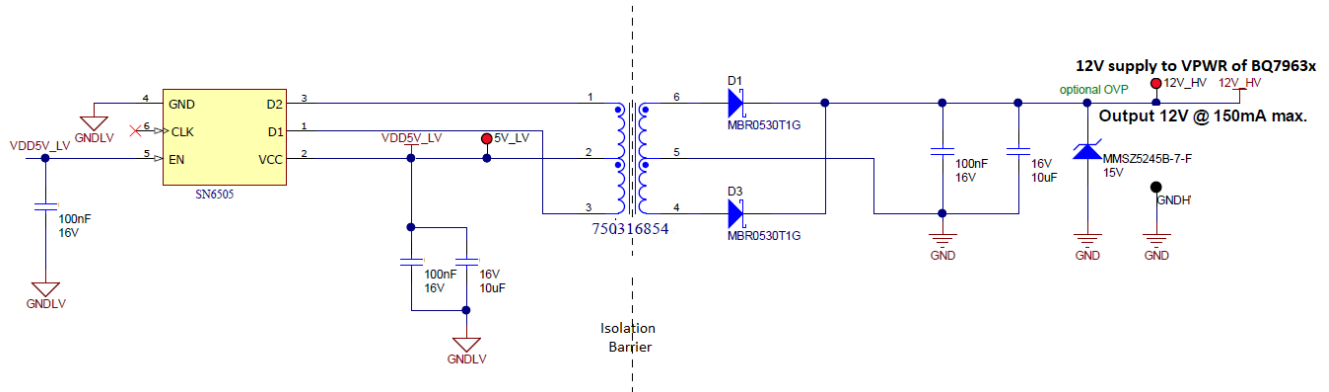 12V supply to VPWR of BQ7963x
optional OVP
12V_HV
12V_HV
Output 12V @ 150mA max.
D1
MBR0530T1G
4
GND
D2
3
GNDLV
6
CLK
D1
1
VDD5V_LV
5
EN
VCC
2
SN6505
VDD5V_LV
5V_LV
1
6
2
5
3
4
750316854
D3
MBR0530T1G
100nF
16V
16V
10uF
MMSZ5245B-7-F
15V
GNDH
GND
GND
GND
100nF
16V
GNDLV
100nF
16V
16V
10uF
GNDLV
Isolation
Barrier